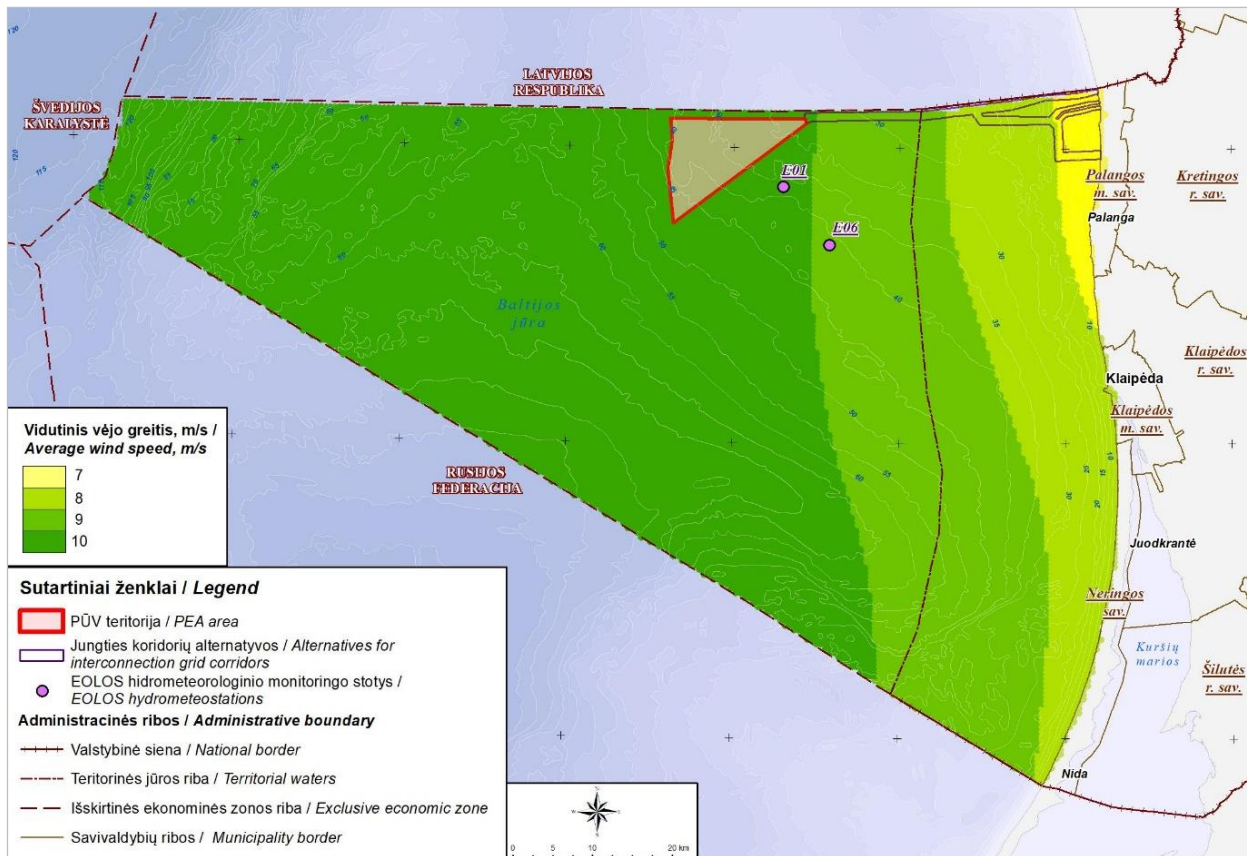 LATVIJOS
RESPUBLIKA
ŠVEDIJOS
KARALYSTĖ
E01
E06
Palangos
m. sav.
Kretingos
r. sav.
Palanga
Baltijos
jūra
Klaipėdos
r. sav.
Klaipėda
Klaipėdos
m. sav.
RUSIJOS
FEDERACIJA
Juodkrantė
Neringos
sav.
Kuršių
marios
Šilutės
r. sav.
Nida
Vidutinis vėjo greitis, m/s /
Average wind speed, m/s
7
8
9
10
Sutartiniai ženklai / Legend
PŪV teritorija / PEA area
Jungties koridorių alternatyvos / Alternatives for
interconnection grid corridors
EOLOS hidrometeorologinio monitoringo stotys /
EOLOS hydrometeostations
Administracinės ribos / Administrative boundary
Valstybinė siena / National border
Teritorinės jūros riba / Territorial waters
Išskirtinės ekonominės zonos riba / Exclusive economic zone
Savivaldybių ribos / Municipality border
0 5 10 20 km